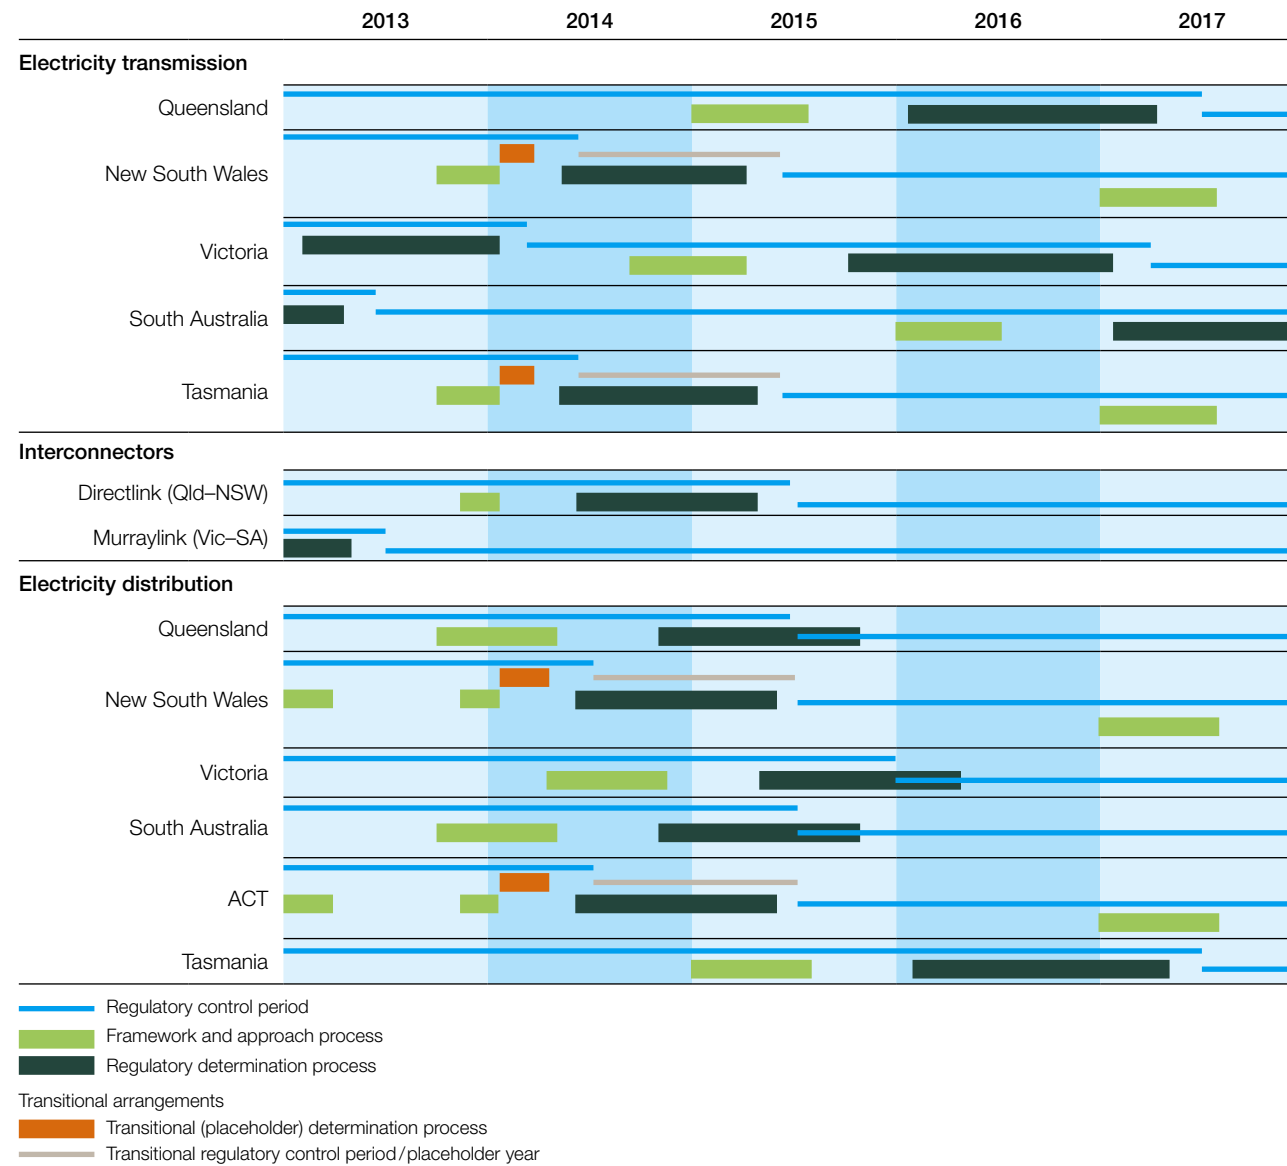 2013 2014 2015 2016 2017
Electricity transmission
Queensland
New South Wales
Victoria
South Australia
Tasmania
Interconnectors
Directlink (Qld–NSW)
Murraylink (Vic–SA)
Electricity distribution
Queensland
New South Wales
Victoria
South Australia
ACT
Tasmania
Regulatory control period
Framework and approach process
Regulatory determination process
Transitional arrangements
Transitional (placeholder) determination process
Transitional regulatory control period/placeholder year